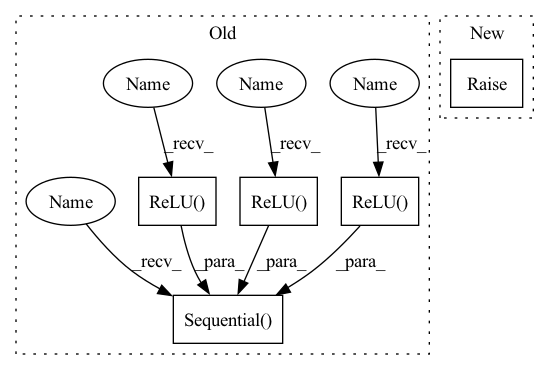 Old
New
Name
Name
Name
Raise
_recv_
_recv_
_recv_
Name
ReLU()
ReLU()
ReLU()
_recv_
_para_
_para_
_para_
Sequential()